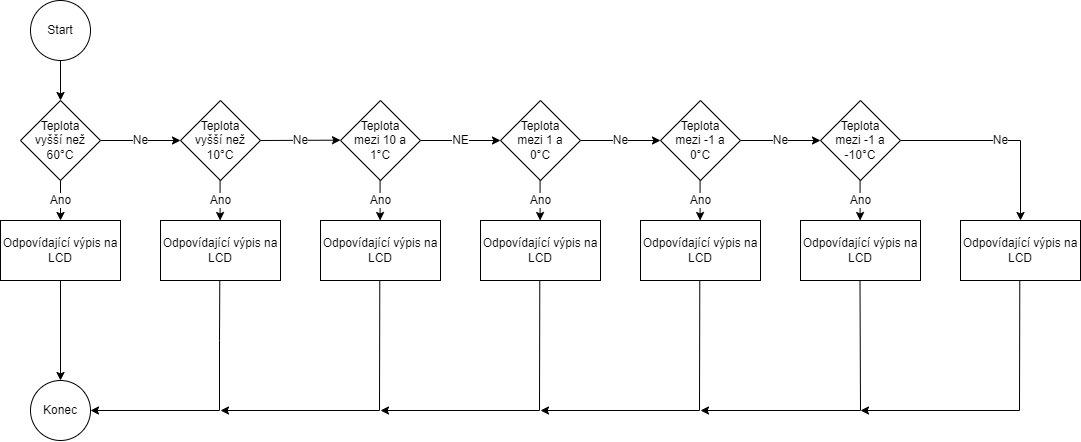 Start
Teplota
vyšší než
60°C
Ne
Teplota
vyšší než
10°C
Ne
Teplota
mezi 10 a
1°C
NE
Teplota
mezi 1 a
0°C
Ne
Teplota
mezi -1 a
0°C
Ne
Teplota
mezi -1 a
-10°C
Ne
Ano
Ano
Ano
Ano
Ano
Ano
Odpovídající výpis na
LCD
Odpovídající výpis na
LCD
Odpovídající výpis na
LCD
Odpovídající výpis na
LCD
Odpovídající výpis na
LCD
Odpovídající výpis na
LCD
Odpovídající výpis na
LCD
Konec